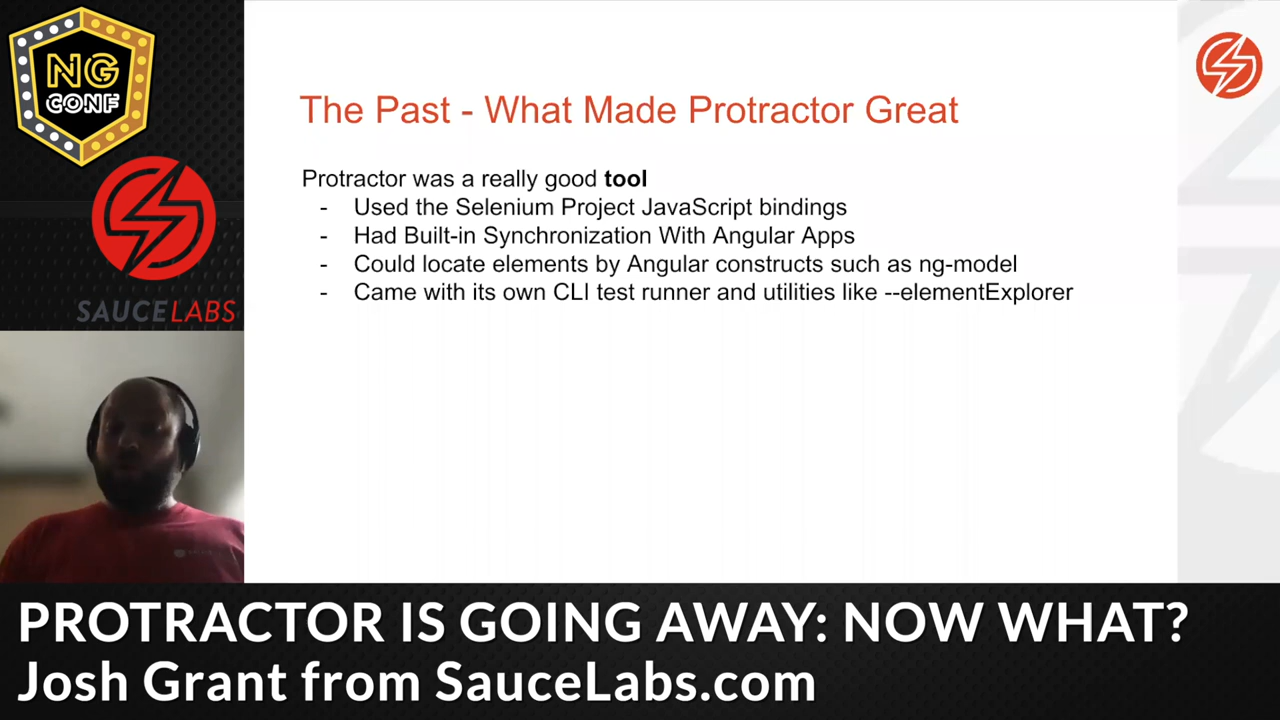 NG
CONF
SAUCELABS
The Past - What Made Protractor Great
Protractor was a really good tool
- Used the Selenium Project JavaScript bindings
- Had Built-in Synchronization With Angular Apps
- Could locate elements by Angular constructs such as ng-model
- Came with its own CLI test runner and utilities like --elementExplorer
PROTRACTOR IS GOING AWAY: NOW WHAT?
Josh Grant from SauceLabs.com